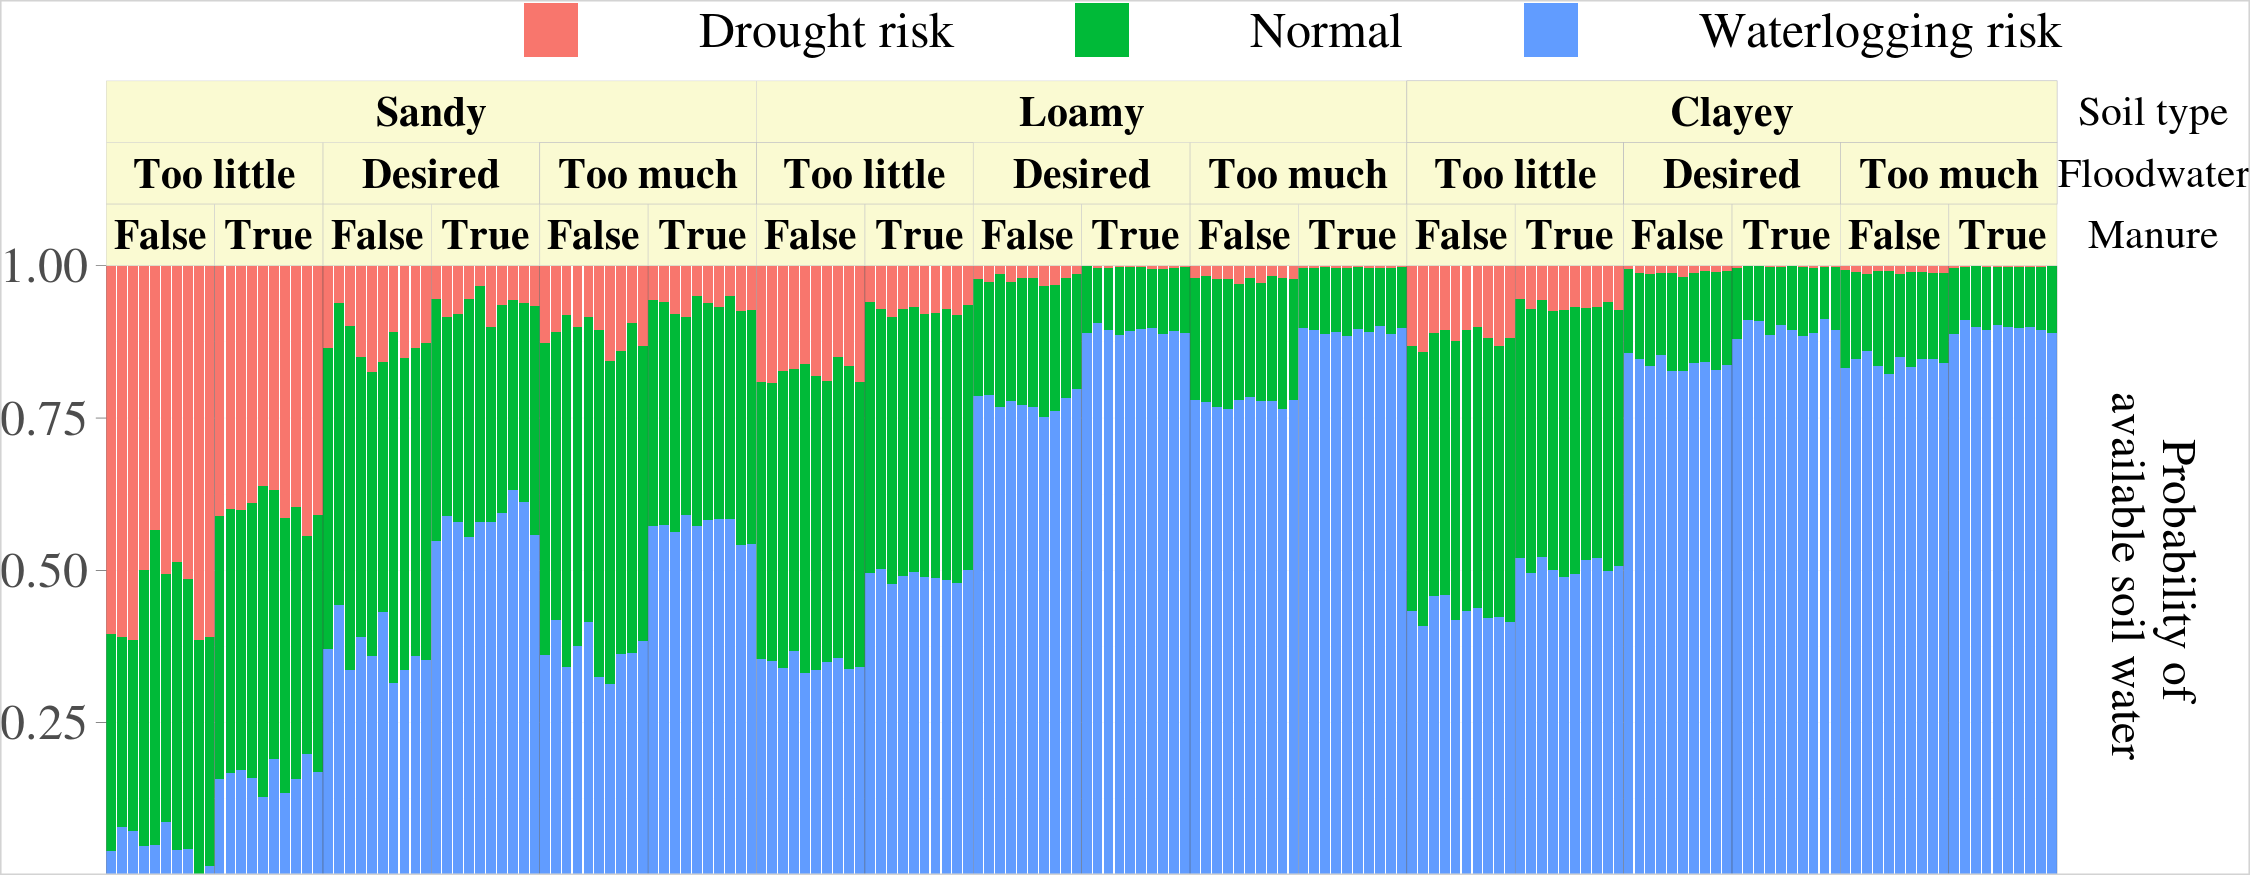 Drought risk Normal Waterlogging risk
Sandy Loamy Clayey Soil type
Too little Desired Too much Too little Desired Too much Too little Desired Too much Floodwater
False True False True False True False True False True False True False True False True False True Manure
1.00
0.75
0.50
0.25
Probability of
available soil water